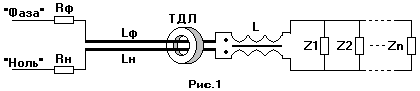 "Фаза" Rф ТДЛ
Lф L Z1 Z2 Zn
"Ноль" Rн Lн
Рис.1